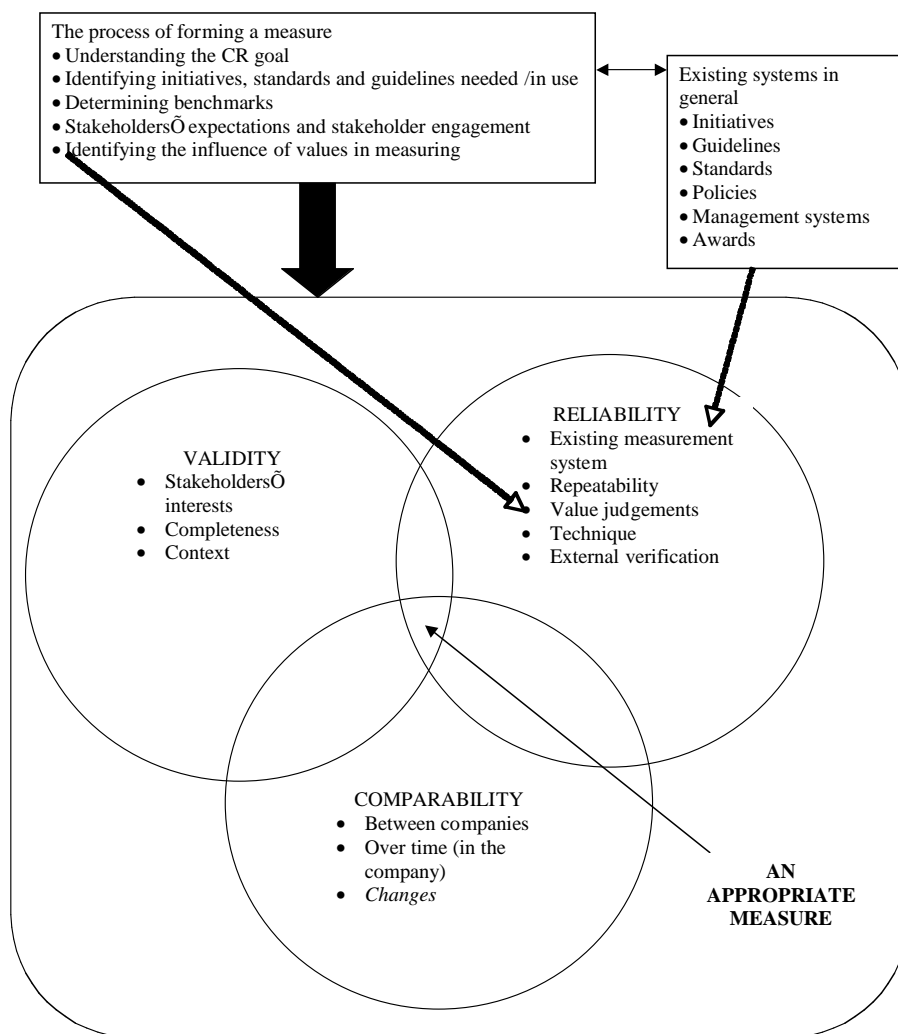 The process of forming a measure
• Understanding the CR goal
• Identifying initiatives, standards and guidelines needed /in use
• Determining benchmarks
• StakeholdersÕ expectations and stakeholder engagement
• Identifying the influence of values in measuring
Existing systems in
general
• Initiatives
• Guidelines
• Standards
• Policies
• Management systems
• Awards
VALIDITY
• StakeholdersÕ
interests
• Completeness
• Context
RELIABILITY
• Existing measurement
system
• Repeatability
• Value judgements
• Technique
• External verification
COMPARABILITY
• Between companies
• Over time (in the
company)
• Changes
AN
APPROPRIATE
MEASURE